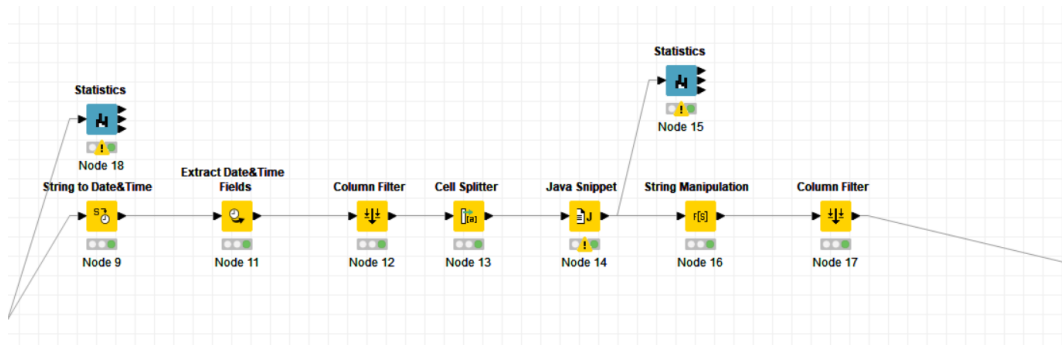 Statistics
Node 15
Statistics
Node 18
String to Date&Time
S
Node 9
Extract Date&Time
Fields
Node 11
Column Filter
Node 12
Cell Splitter
[a]
Node 13
Java Snippet
J
Node 14
String Manipulation
F[S]
Node 16
Column Filter
Node 17